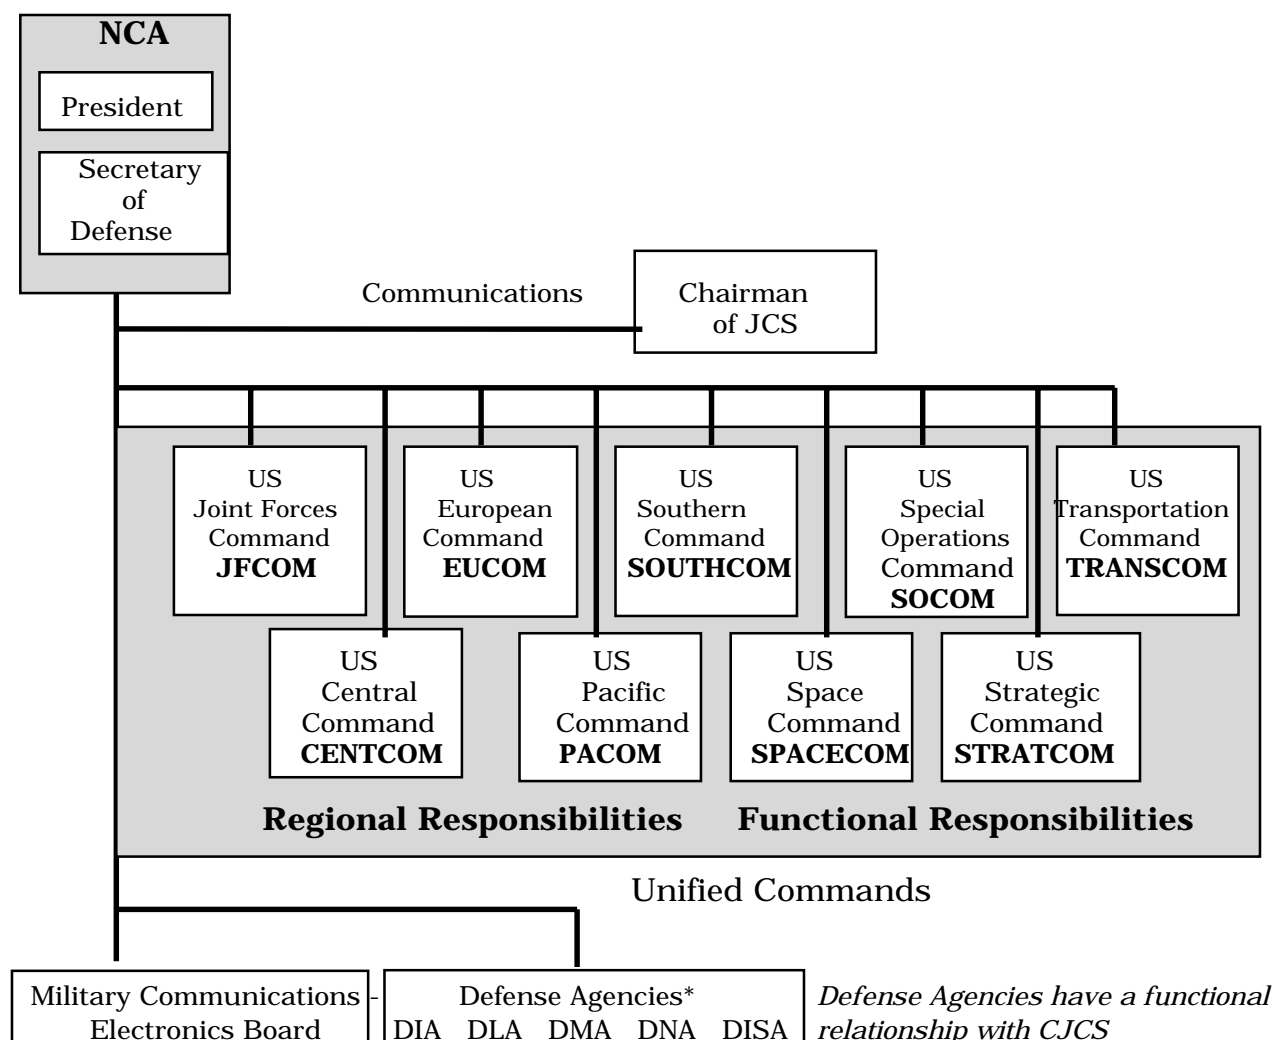 NCA
President
Secretary
of
Defense
Communications
Chairman
of JCS
US
Joint Forces
Command
JFCOM
US
European
Command
EUCOM
US
Southern
Command
SOUTHCOM
US
Special
Operations
Command
SOCOM
US
Transportation
Command
TRANSCOM
US
Central
Command
CENTCOM
US
Pacific
Command
PACOM
US
Space
Command
SPACECOM
US
Strategic
Command
STRATCOM
Regional Responsibilities
Functional Responsibilities
Unified Commands
Military Communications -
Electronics Board
Defense Agencies*
DIA DLA DMA DNA DISA
Defense Agencies have a functional
relationship with CJCS